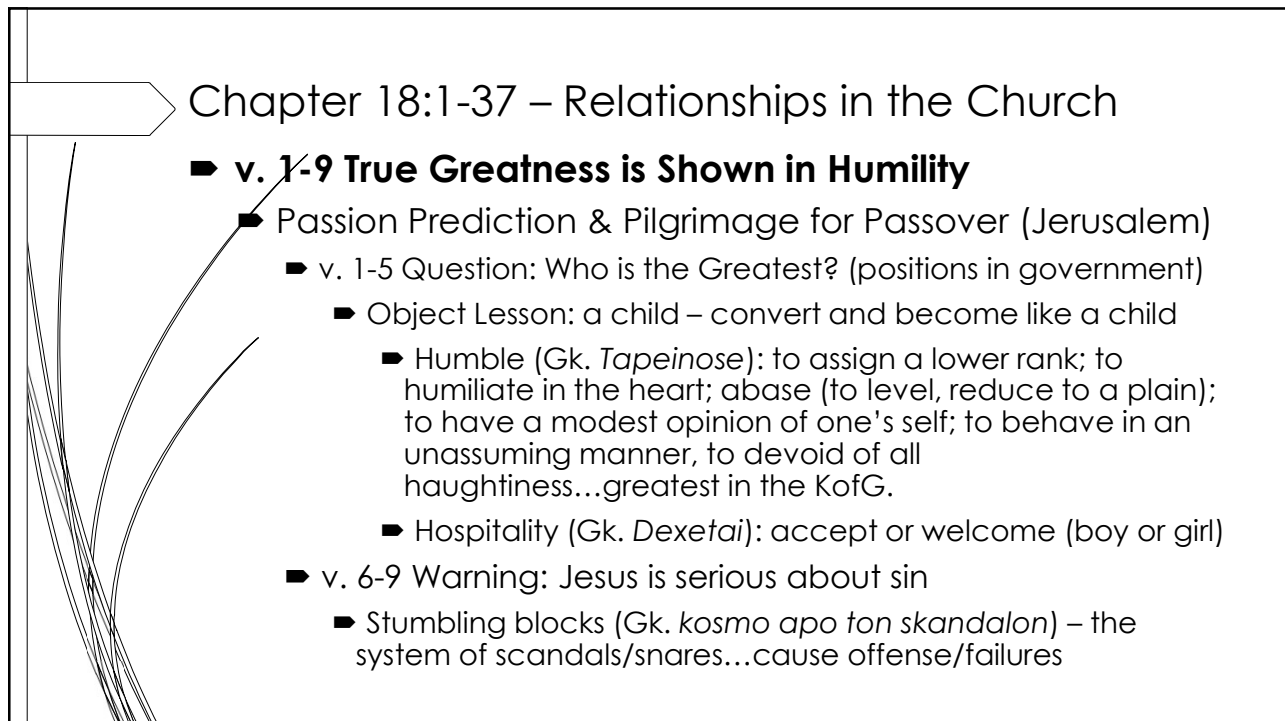 Chapter 18:1-37 – Relationships in the Church
v. 1-9 True Greatness is Shown in Humility
Passion Prediction & Pilgrimage for Passover (Jerusalem)
v. 1-5 Question: Who is the Greatest? (positions in government)
Object Lesson: a child – convert and become like a child
Humble (Gk. Tapeinose): to assign a lower rank; to
humiliate in the heart; abase (to level, reduce to a plain);
to have a modest opinion of one’s self; to behave in an
unassuming manner, to devoid of all
haughtiness…greatest in the KofG.
Hospitality (Gk. Dexetai): accept or welcome (boy or girl)
v. 6-9 Warning: Jesus is serious about sin
Stumbling blocks (Gk. kosmo apo ton skandalon) – the
system of scandals/snares…cause offense/failures